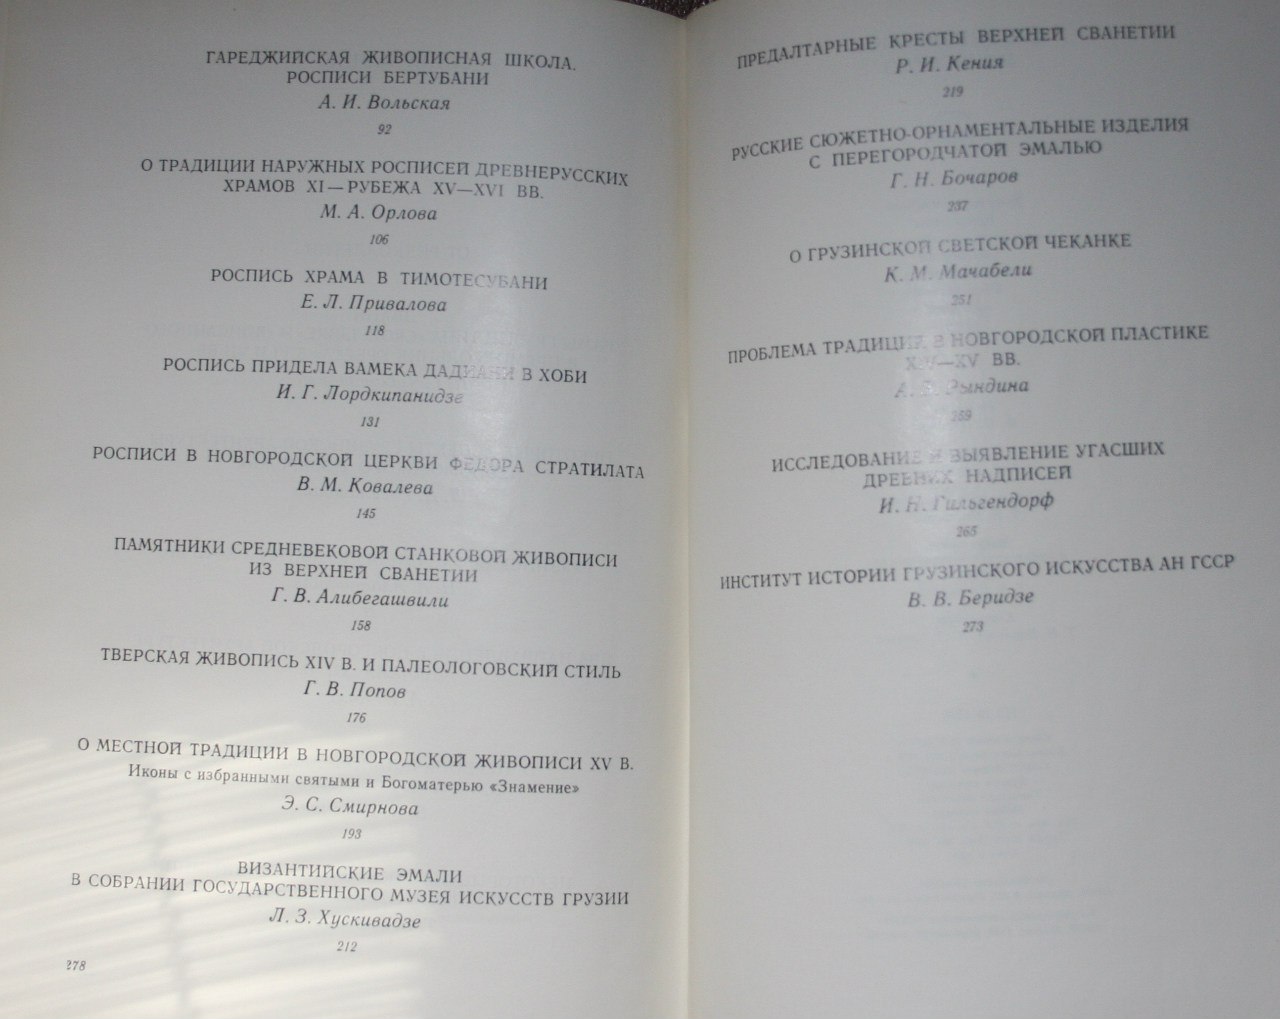 ГАРЕДЖИЙСКАЯ ЖИВОПИСНАЯ ШКОЛА.
РОСПИСИ БЕРТУБАНИ
А. И. Вольская
92
О ТРАДИЦИИ НАРУЖНЫХ РОСПИСЕЙ ДРЕВНЕРУССКИХ
ХРАМОВ XI—РУБЕЖА XV—XVI ВВ.
М. А. Орлова
106
РОСПИСЬ ХРАМА В ТИМОТЕСУБАНИ
Е. Л. Привалова
118
РОСПИСЬ ПРИДЕЛА ВАМЕКА ДАДИАНИ В ХОБИ
И. Г. Лордкипанидзе
131
РОСПИСИ В НОВГОРОДСКОЙ ЦЕРКВИ ФЕДОРА СТРАТИЛАТА
В. М. Ковалева
145
ПАМЯТНИКИ СРЕДНЕВЕКОВОЙ СТАНКОВОЙ ЖИВОПИСИ
ИЗ ВЕРХНЕЙ СВАНЕТИИ
Г. В. Алибегашвили
158
ТВЕРСКАЯ ЖИВОПИСЬ XIV В. И ПАЛЕОЛОГОВСКИЙ СТИЛЬ
Г. В. Попов
176
О МЕСТНОЙ ТРАДИЦИИ В НОВГОРОДСКОЙ ЖИВОПИСИ XV В.
Иконы с избранными святыми и Богоматерью «Знамение»
Э. С. Смирнова
193
ВИЗАНТИЙСКИЕ ЭМАЛИ
В СОБРАНИИ ГОСУДАРСТВЕННОГО МУЗЕЯ ИСКУССТВ ГРУЗИИ
Л. З. Хускивадзе
212
278
ПРЕДАЛТАРНЫЕ КРЕСТЫ ВЕРХНЕЙ СВАНЕТИИ
Р. И. Кения
219
РУССКИЕ СЮЖЕТНО-ОРНАМЕНТАЛЬНЫЕ ИЗДЕЛИЯ
С ПЕРЕГОРОДЧАТОЙ ЭМАЛЬЮ
Г. Н. Бочаров
237
О ГРУЗИНСКОЙ СВЕТСКОЙ ЧЕКАНКЕ
К. М. Мачабели
251
ПРОБЛЕМА ТРАДИЦИЙ В НОВГОРОДСКОЙ ПЛАСТИКЕ
XIV—XV ВВ.
А. В. Рындина
259
ИССЛЕДОВАНИЕ И ВЫЯВЛЕНИЕ УГАСШИХ
ДРЕВНИХ НАДПИСЕЙ
И. Н. Гильгендорф
265
ИНСТИТУТ ИСТОРИИ ГРУЗИНСКОГО ИСКУССТВА АН ГССР
В. В. Беридзе
273